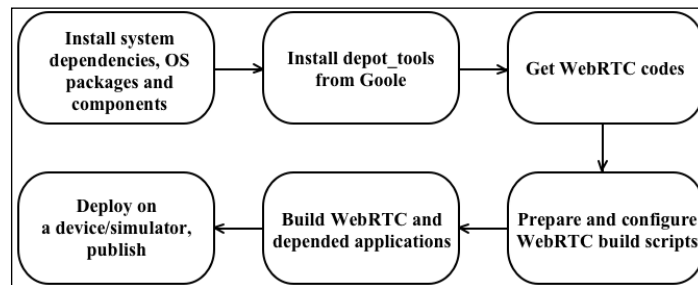 Install system
dependencies, OS
packages and
components
Install depot_tools
from Goole
Get WebRTC codes
Prepare and configure
WebRTC build scripts
Build WebRTC and
depended applications
Deploy on
a device/simulator,
publish